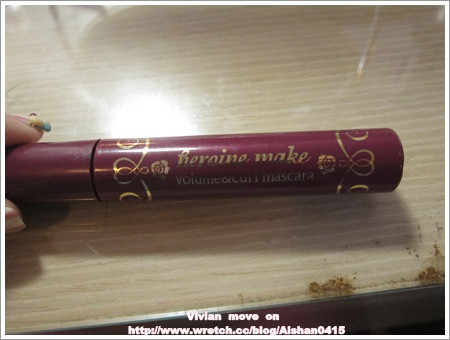 heroine make
volume&curl mascara
Vivian move on
http://www.wretch.cc/blog/Aishan0415